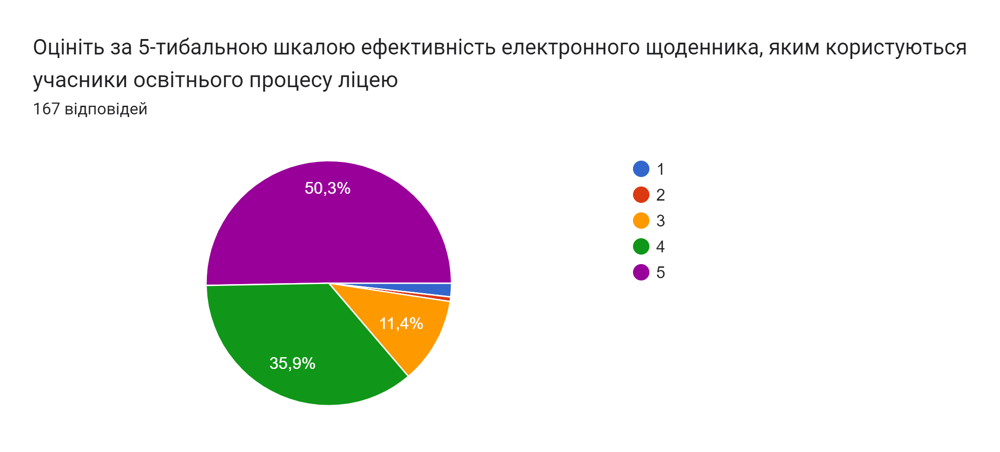 Оцініть за 5-тибальною шкалою ефективність електронного щоденника, яким користуються
учасники освітнього процесу ліцею
167 відповідей
50,3%
11,4%
35,9%
1
2
3
4
5